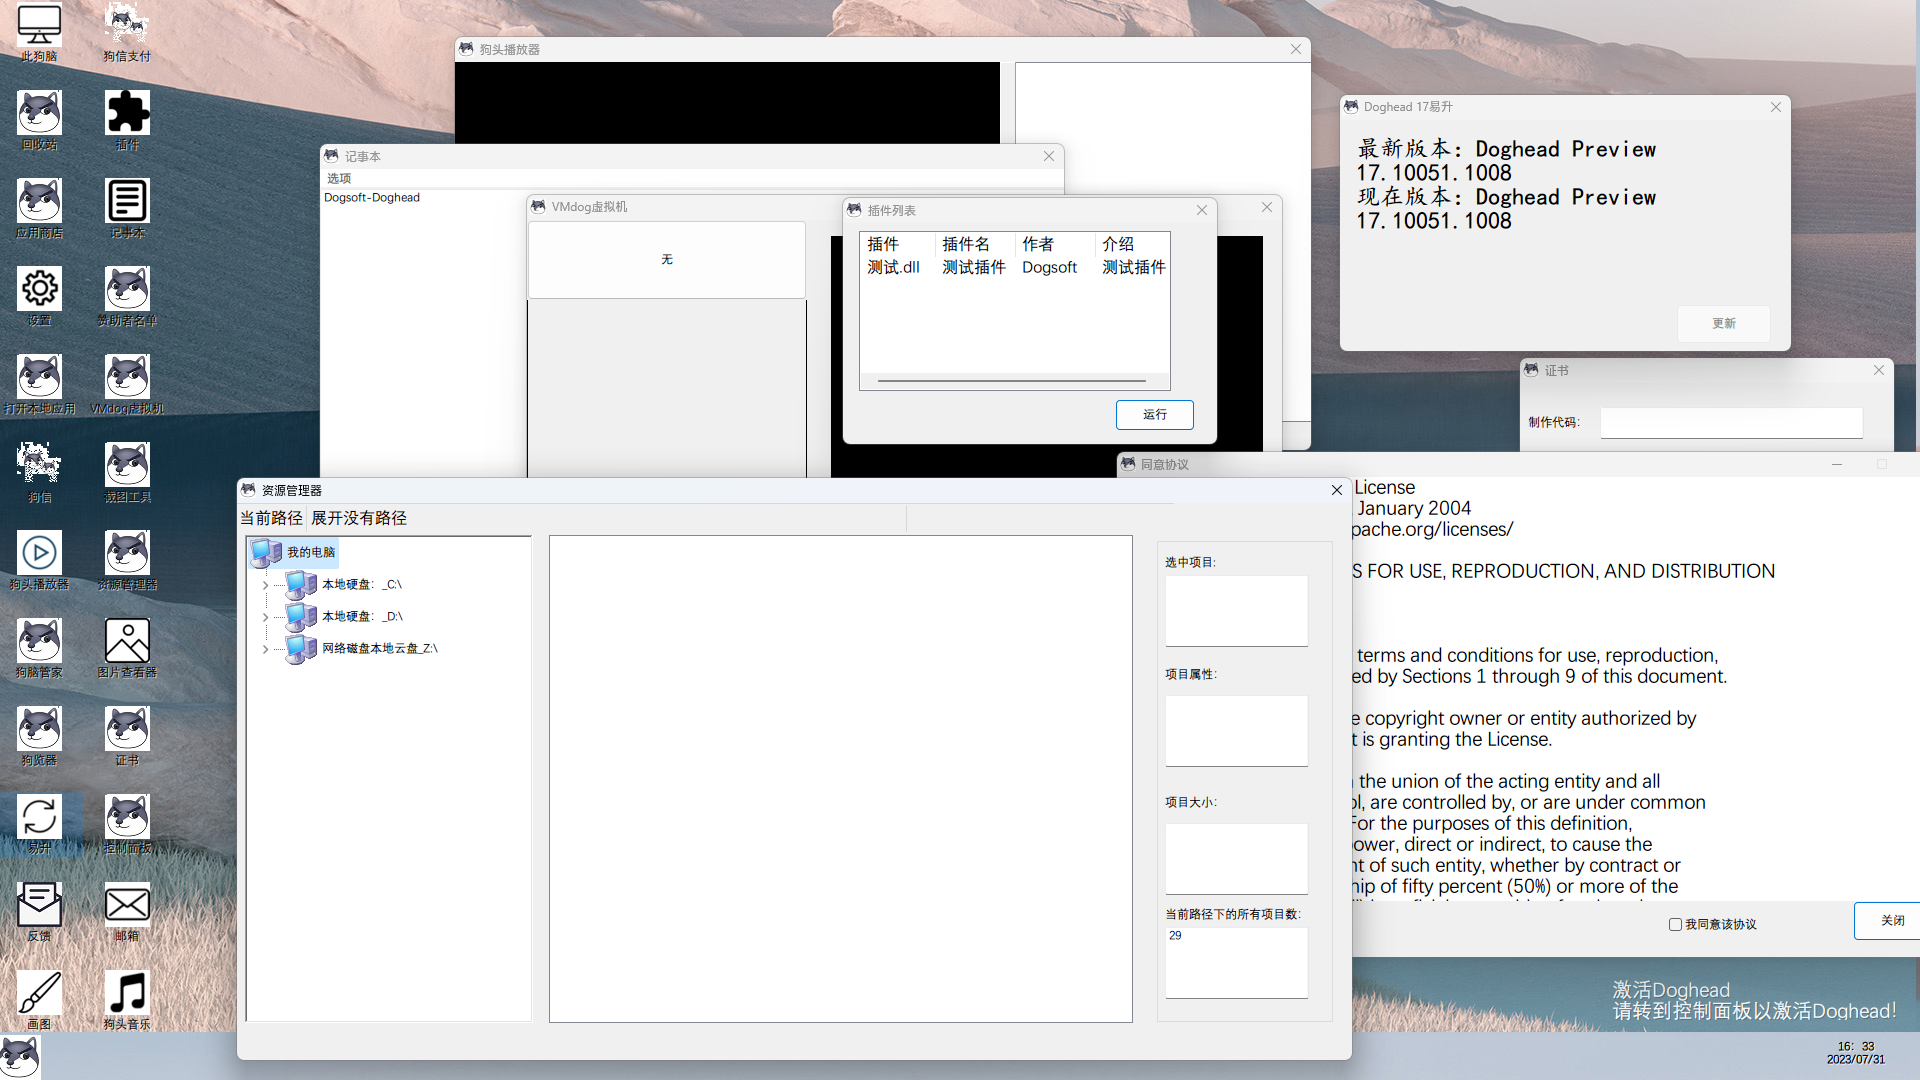 此狗脑
狗信支付
回收站
插件
应用商店
记事本
设置
赞助者名单
打开本地应用
VMdog虚拟机
狗信
截图工具
狗头播放器
资源管理器
狗脑管家
图片查看器
狗览器
证书
易升
控制面板
反馈
邮箱
画图
狗头音乐
狗头播放器
记事本
选项
Dogsoft-Doghead
VMdog虚拟机
无
插件列表
插件 插件名 作者 介绍
测试.dll 测试插件 Dogsoft 测试插件
运行
Doghead 17易升
最新版本：Doghead Preview
17.10051.1008
现在版本：Doghead Preview
17.10051.1008
更新
证书
制作代码：
同意协议
License
January 2004
pache.org/licenses/
S FOR USE, REPRODUCTION, AND DISTRIBUTION
terms and conditions for use, reproduction,
ed by Sections 1 through 9 of this document.
e copyright owner or entity authorized by
t is granting the License.
the union of the acting entity and all
ol, are controlled by, or are under common
For the purposes of this definition,
power, direct or indirect, to cause the
nt of such entity, whether by contract or
hip of fifty percent (50%) or more of the
我同意该协议
关闭
资源管理器
当前路径 展开没有路径
我的电脑
本地硬盘：_C:\
本地硬盘：_D:\
网络磁盘本地云盘_Z:\
选中项目：
项目属性：
项目大小：
当前路径下的所有项目数：
29
激活Doghead
请转到控制面板以激活Doghead!
16：33
2023/07/31